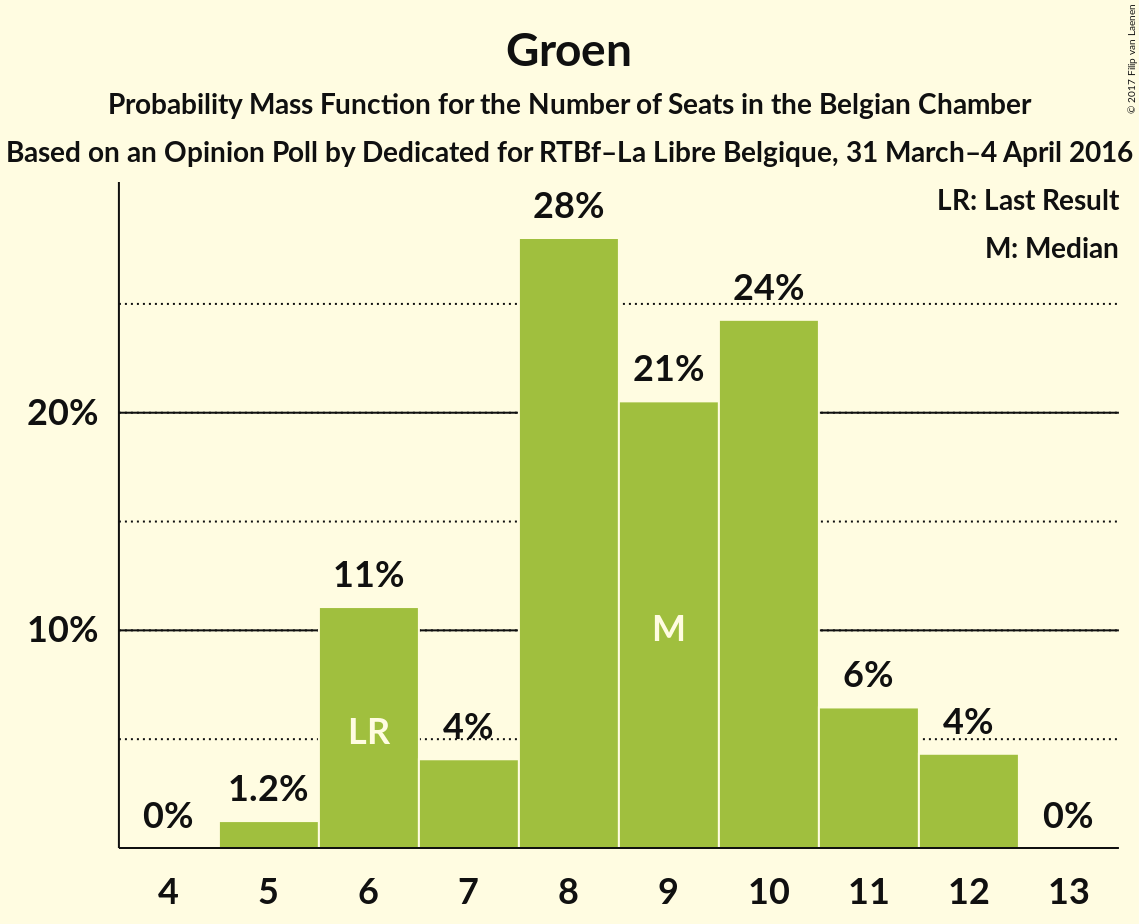 Groen
Probability Mass Function for the Number of Seats in the Belgian Chamber
Based on an Opinion Poll by Dedicated for RTBf–La Libre Belgique, 31 March–4 April 2016
© 2017 Filip van Laenen
LR: Last Result
M: Median
28%
24%
21%
20%
11%
10%
M
6%
LR
4%
4%
1.2%
0%
0%
4 5 6 7 8 9 10 11 12 13